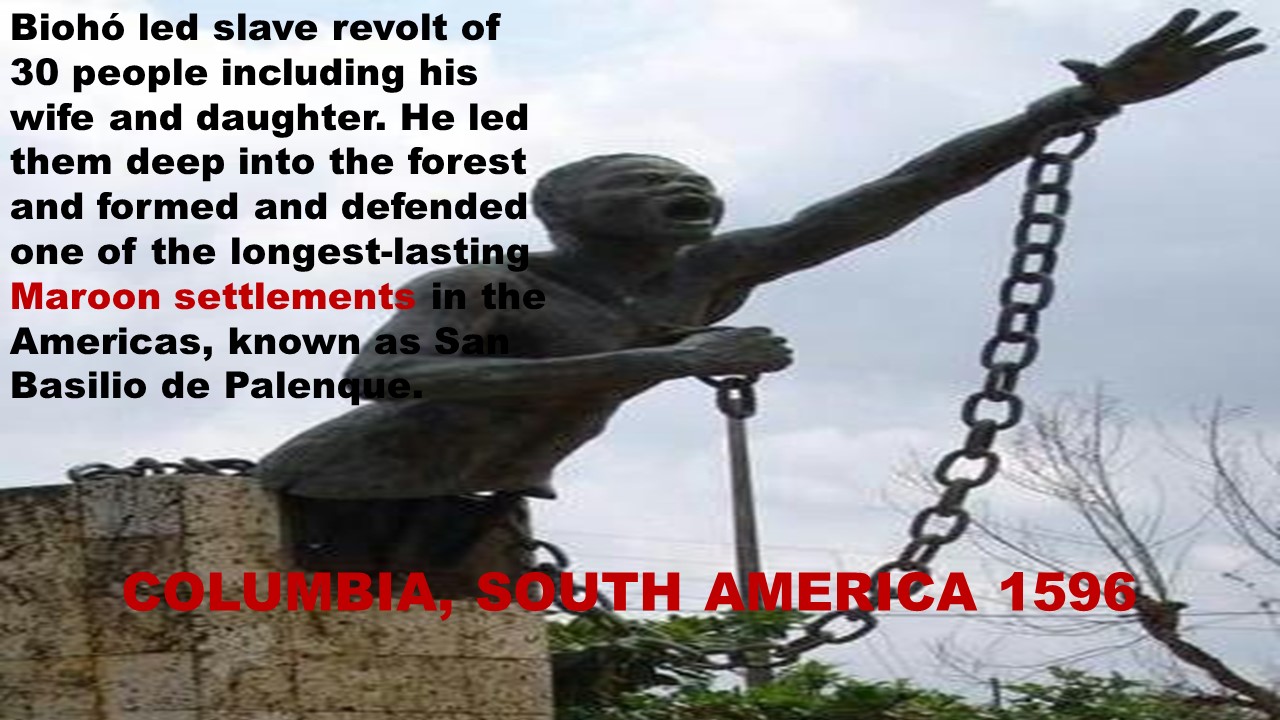 Biohó led slave revolt of
30 people including his
wife and daughter. He led
them deep into the forest
and formed and defended
one of the longest-lasting
Maroon settlements in the
Americas, known as San
Basilio de Palenque.
COLUMBIA, SOUTH AMERICA 1596